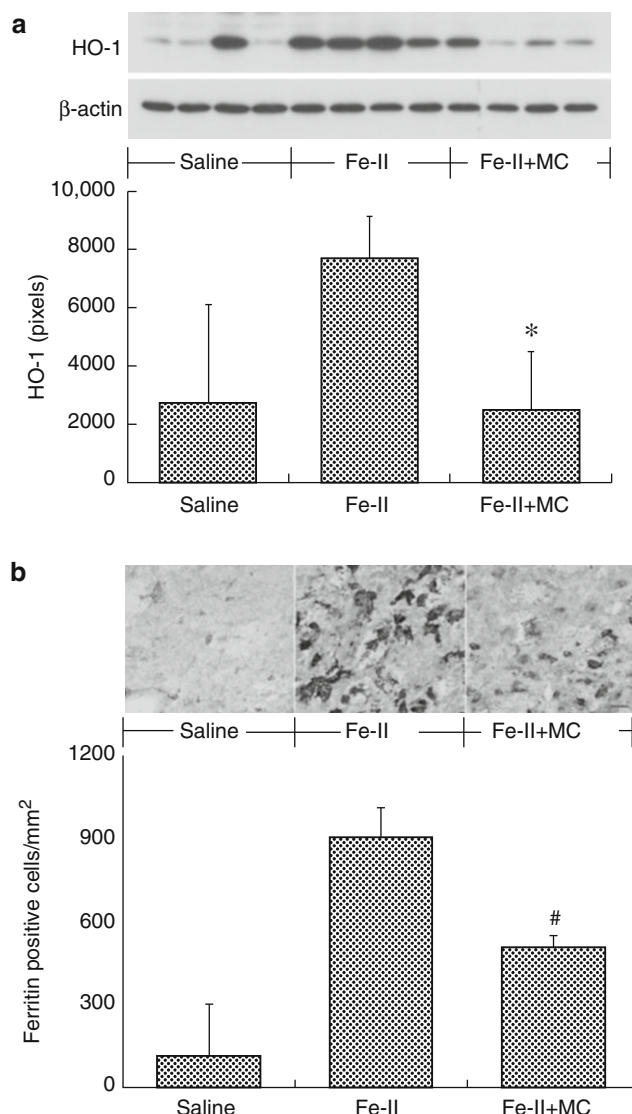 a
HO-1
β-actin
Saline Fe-II Fe-II+MC
10,000
8000
6000
4000
2000
0
HO-1 (pixels)
*
Saline Fe-II Fe-II+MC
b
Saline Fe-II Fe-II+MC
1200
900
600
300
0
Ferritin positive cells/mm²
#
Saline Fe-II Fe-II+MC